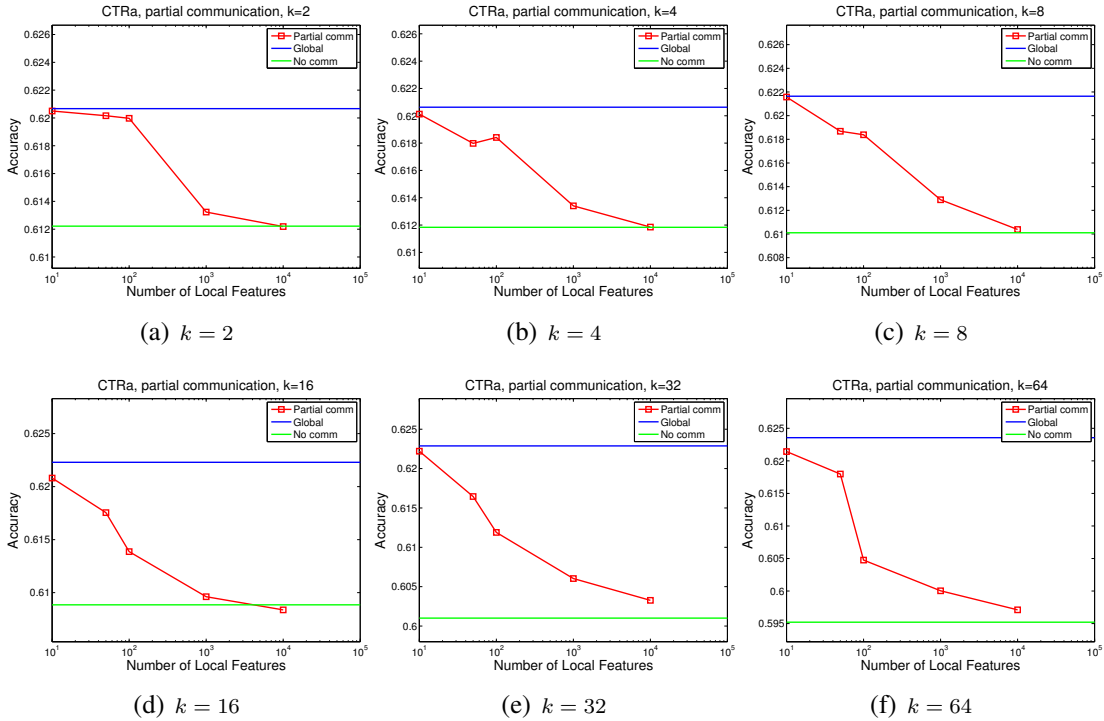 CTRa, partial communication, k=2
Partial comm
Global
No comm
0.626
0.624
0.622
0.62
0.618
0.616
0.614
0.612
0.61
Accuracy
10^1 10^2 10^3 10^4 10^5
Number of Local Features
(a) k = 2
CTRa, partial communication, k=4
Partial comm
Global
No comm
0.626
0.624
0.622
0.62
0.618
0.616
0.614
0.612
0.61
Accuracy
10^1 10^2 10^3 10^4 10^5
Number of Local Features
(b) k = 4
CTRa, partial communication, k=8
Partial comm
Global
No comm
0.626
0.624
0.622
0.62
0.618
0.616
0.614
0.612
0.61
0.608
Accuracy
10^1 10^2 10^3 10^4 10^5
Number of Local Features
(c) k = 8
CTRa, partial communication, k=16
Partial comm
Global
No comm
0.625
0.62
0.615
0.61
Accuracy
10^1 10^2 10^3 10^4 10^5
Number of Local Features
(d) k = 16
CTRa, partial communication, k=32
Partial comm
Global
No comm
0.625
0.62
0.615
0.61
0.605
0.6
Accuracy
10^1 10^2 10^3 10^4 10^5
Number of Local Features
(e) k = 32
CTRa, partial communication, k=64
Partial comm
Global
No comm
0.625
0.62
0.615
0.61
0.605
0.60
0.595
Accuracy
10^1 10^2 10^3 10^4 10^5
Number of Local Features
(f) k = 64